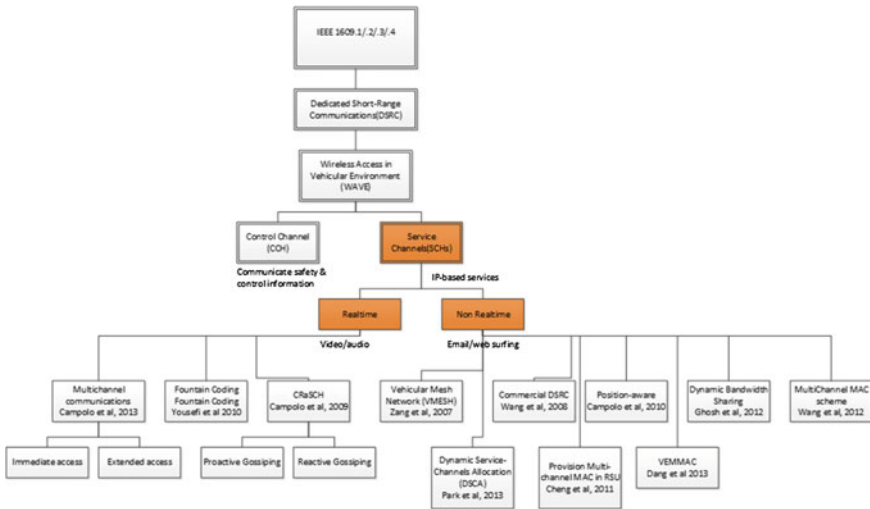 IEEE 1609.1/.2/.3/.4
Dedicated Short-Range
Communications(DSRC)
Wireless Access in
Vehicular Environment
(WAVE)
Control Channel
(CCH)
Service
Channels(SCHs)
Communicate safety &
control information
IP-based services
Realtime
Non Realtime
Video/audio
Email/web surfing
Multichannel
communications
Campolo et, 2013
Fountain Coding
Fountain Coding
Yousefi et al 2010
CRaSCH
Campolo et al, 2009
Vehicular Mesh
Network (VMESH)
Zang et al, 2007
Commercial DSRC
Wang et al, 2008
Position-aware
Campolo et al, 2010
Dynamic Bandwidth
Sharing
Ghosh et al, 2012
MultiChannel MAC
scheme
Wang et al, 2012
Immediate access
Extended access
Proactive Gossiping
Reactive Gossiping
Dynamic Service-
Channels Allocation
(DSCA)
Park et al, 2013
Provision Multi-
channel MAC in RSU
Cheng et al, 2011
VEMMAC
Dang et al 2013